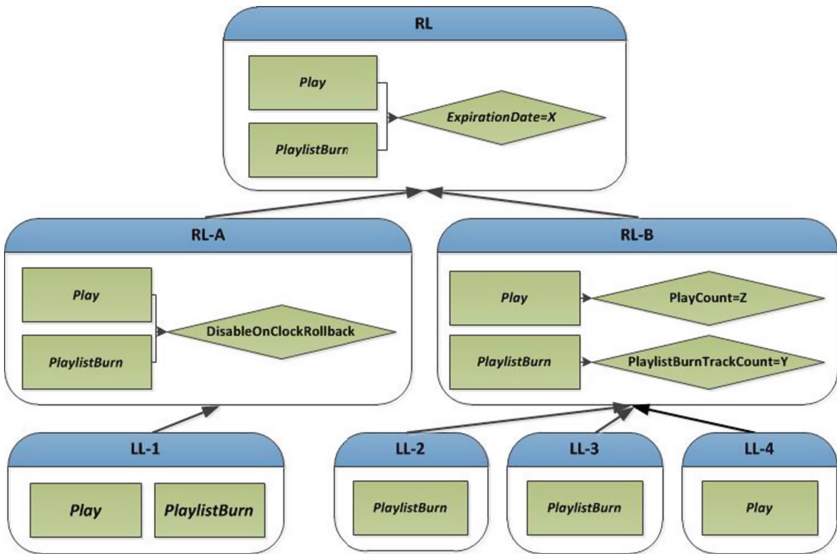 RL
Play
ExpirationDate=X
PlaylistBurn
RL-A
Play
DisableOnClockRollback
PlaylistBurn
RL-B
Play
PlayCount=Z
PlaylistBurn
PlaylistBurnTrackCount=Y
LL-1
Play
PlaylistBurn
LL-2
PlaylistBurn
LL-3
PlaylistBurn
LL-4
Play